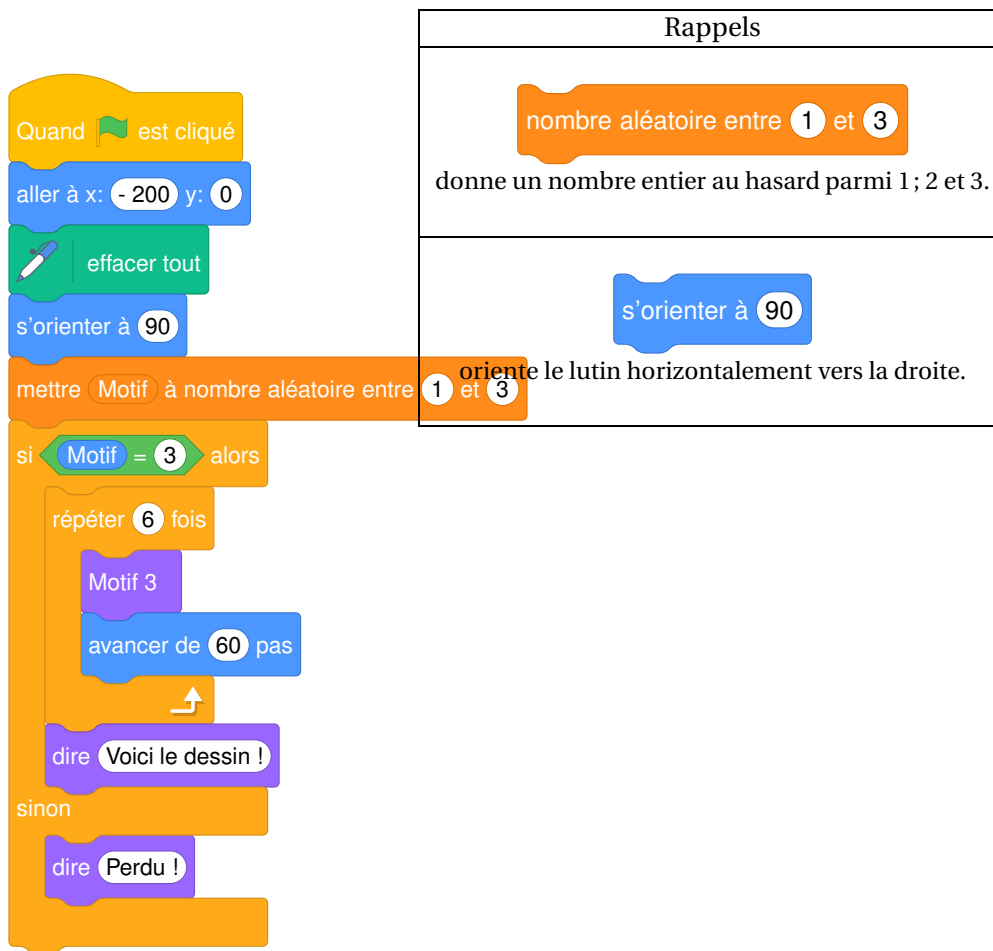 Quand est cliqué
aller à x: - 200 y: 0
effacer tout
s'orienter à 90
mettre Motif à nombre aléatoire entre 1 et 3
si Motif = 3 alors
répéter 6 fois
Motif 3
avancer de 60 pas
dire Voici le dessin !
sinon
dire Perdu !
Rappels
nombre aléatoire entre 1 et 3
donne un nombre entier au hasard parmi 1 ; 2 et 3.
s'orienter à 90
oriente le lutin horizontalement vers la droite.